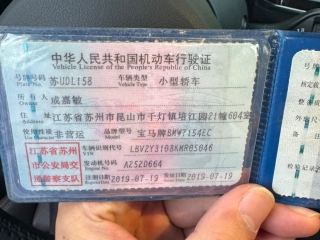 中华人民共和国机动车行驶证
Vehicle License of the People's Republic of China
号牌号码 苏UDL158 车辆类型 小型轿车
Plate No. Vehicle Type
所有人 成嘉敏
Owner
住址 江苏省苏州市昆山市千灯镇培江园21幢604室
Address
使用性质 非营运 品牌型号 宝马牌BMW7154EC
江苏省苏州市公安局交通警察支队
车辆识别代号 LBV2Y3108KMR05046
VIN
发动机号码 A252D664
Engine No.
注册日期 2019-07-19 发证日期 2019-07-19